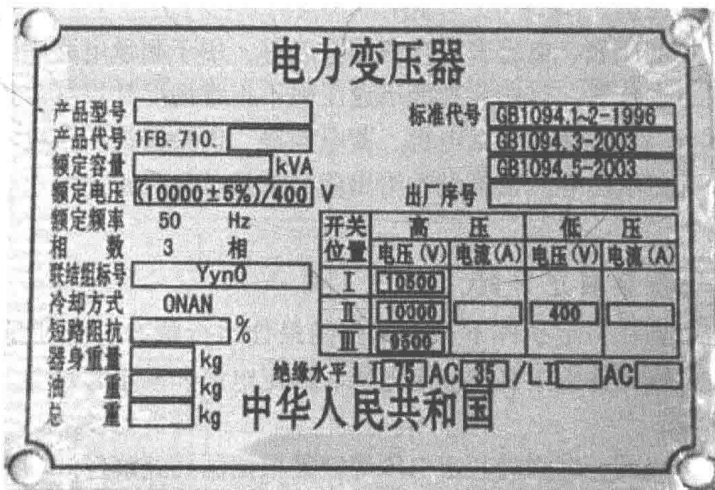 电力变压器
产品型号
标准代号 GB1094.1~2-1996
产品代号 1FB.710.
GB1094.3-2003
额定容量 kVA
GB1094.5-2003
额定电压 (10000±5%)/400 V
出厂序号
额定频率 50 Hz
相数 3 相
联结组标号 Yyn0
冷却方式 ONAN
短路阻抗 %
器身重量 kg
油重 kg
总重 kg
开关位置 高压 低压
电压(V) 电流(A) 电压(V) 电流(A)
Ⅰ 10500
Ⅱ 10000 400
Ⅲ 9500
绝缘水平 LI 75 AC 35 /LI AC
中华人民共和国